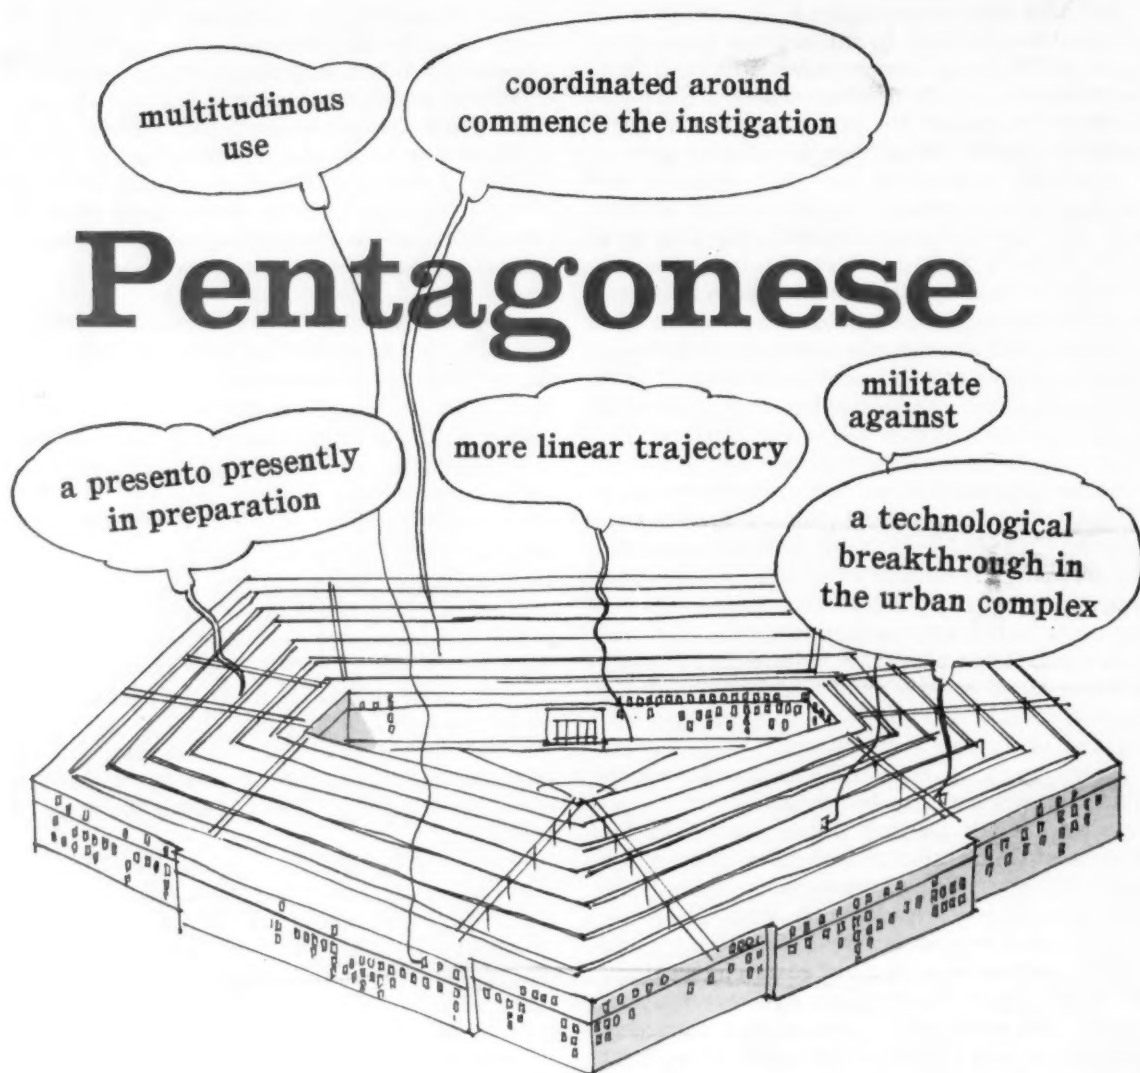 multitudinous
use
coordinated around
commence the instigation
Pentagonese
a presento presently
in preparation
more linear trajectory
militate
against
a technological
breakthrough in
the urban complex